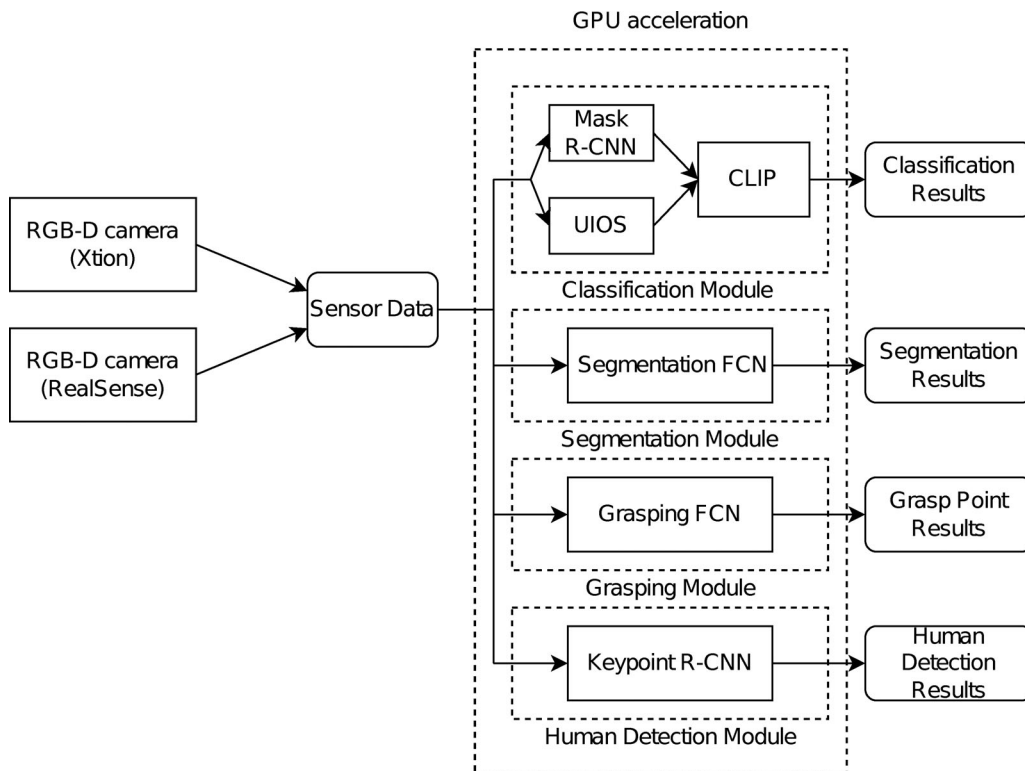 GPU acceleration
Mask
R-CNN
UIOS
CLIP
Classification
Results
Classification Module
RGB-D camera
(Xtion)
RGB-D camera
(RealSense)
Sensor Data
Segmentation FCN
Segmentation
Results
Segmentation Module
Grasping FCN
Grasp Point
Results
Grasping Module
Keypoint R-CNN
Human
Detection
Results
Human Detection Module